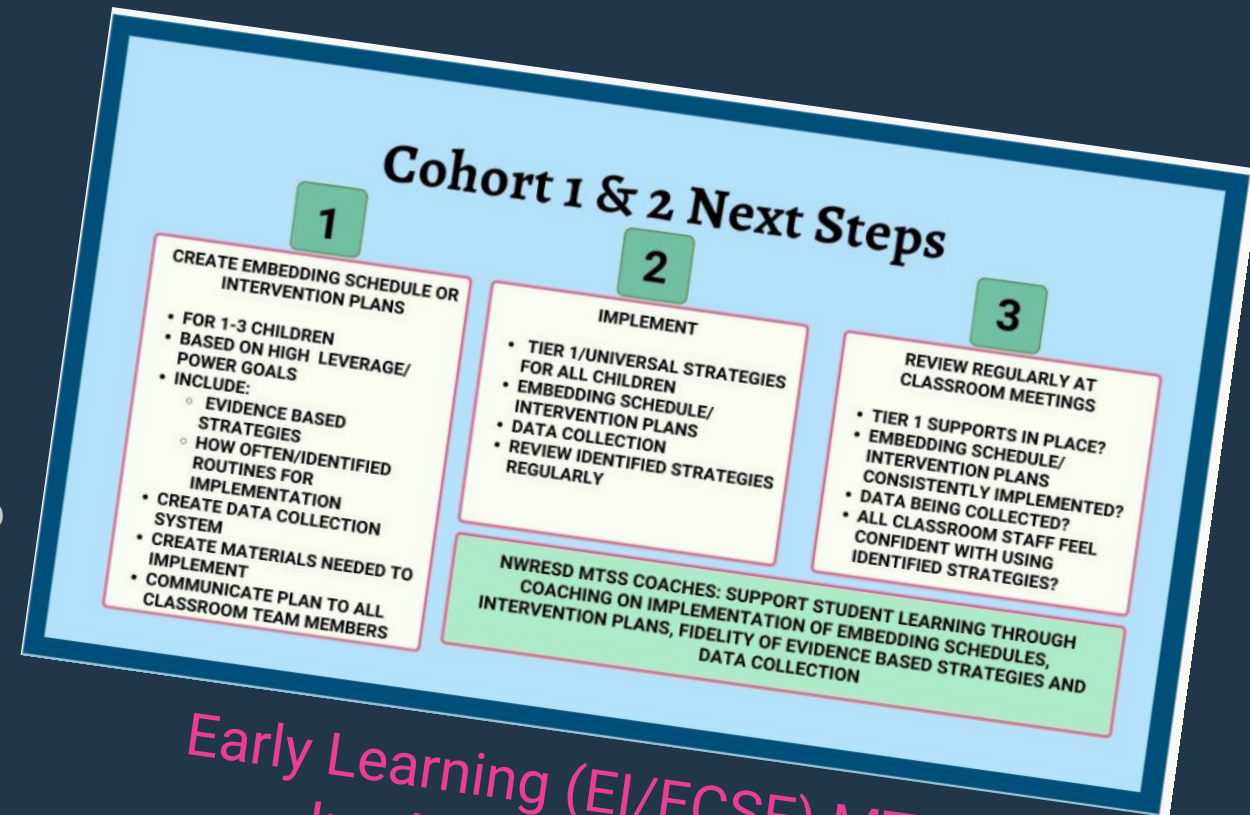 Cohort 1 & 2 Next Steps
1
CREATE EMBEDDING SCHEDULE OR
INTERVENTION PLANS
• FOR 1-3 CHILDREN
• BASED ON HIGH LEVERAGE/
POWER GOALS
• INCLUDE:
○ EVIDENCE BASED
STRATEGIES
○ HOW OFTEN/IDENTIFIED
ROUTINES FOR
IMPLEMENTATION
• CREATE DATA COLLECTION
SYSTEM
• CREATE MATERIALS NEEDED TO
IMPLEMENT
• COMMUNICATE PLAN TO ALL
CLASSROOM TEAM MEMBERS
2
IMPLEMENT
• TIER 1/UNIVERSAL STRATEGIES
FOR ALL CHILDREN
• EMBEDDING SCHEDULE/
INTERVENTION PLANS
• DATA COLLECTION
• REVIEW IDENTIFIED STRATEGIES
REGULARLY
3
REVIEW REGULARLY AT
CLASSROOM MEETINGS
• TIER 1 SUPPORTS IN PLACE?
• EMBEDDING SCHEDULE/
INTERVENTION PLANS
CONSISTENTLY IMPLEMENTED?
• DATA BEING COLLECTED?
• ALL CLASSROOM STAFF FEEL
CONFIDENT WITH USING
IDENTIFIED STRATEGIES?
NWRESD MTSS COACHES: SUPPORT STUDENT LEARNING THROUGH
COACHING ON IMPLEMENTATION OF EMBEDDING SCHEDULES,
INTERVENTION PLANS, FIDELITY OF EVIDENCE BASED STRATEGIES AND
DATA COLLECTION
Early Learning (EI/ECSE)